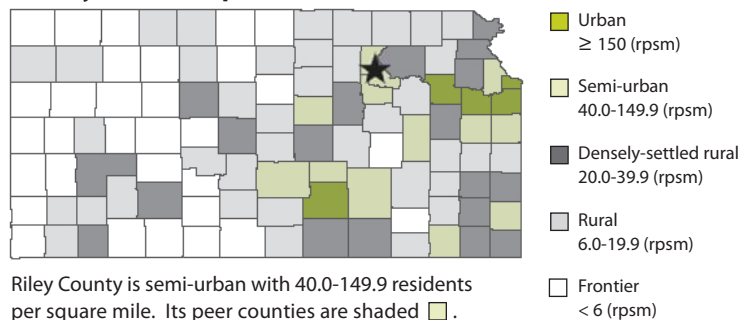 Urban
≥ 150 (rpsm)
Semi-urban
40.0-149.9 (rpsm)
Densely-settled rural
20.0-39.9 (rpsm)
Rural
6.0-19.9 (rpsm)
Frontier
< 6 (rpsm)
Riley County is semi-urban with 40.0-149.9 residents
per square mile. Its peer counties are shaded .